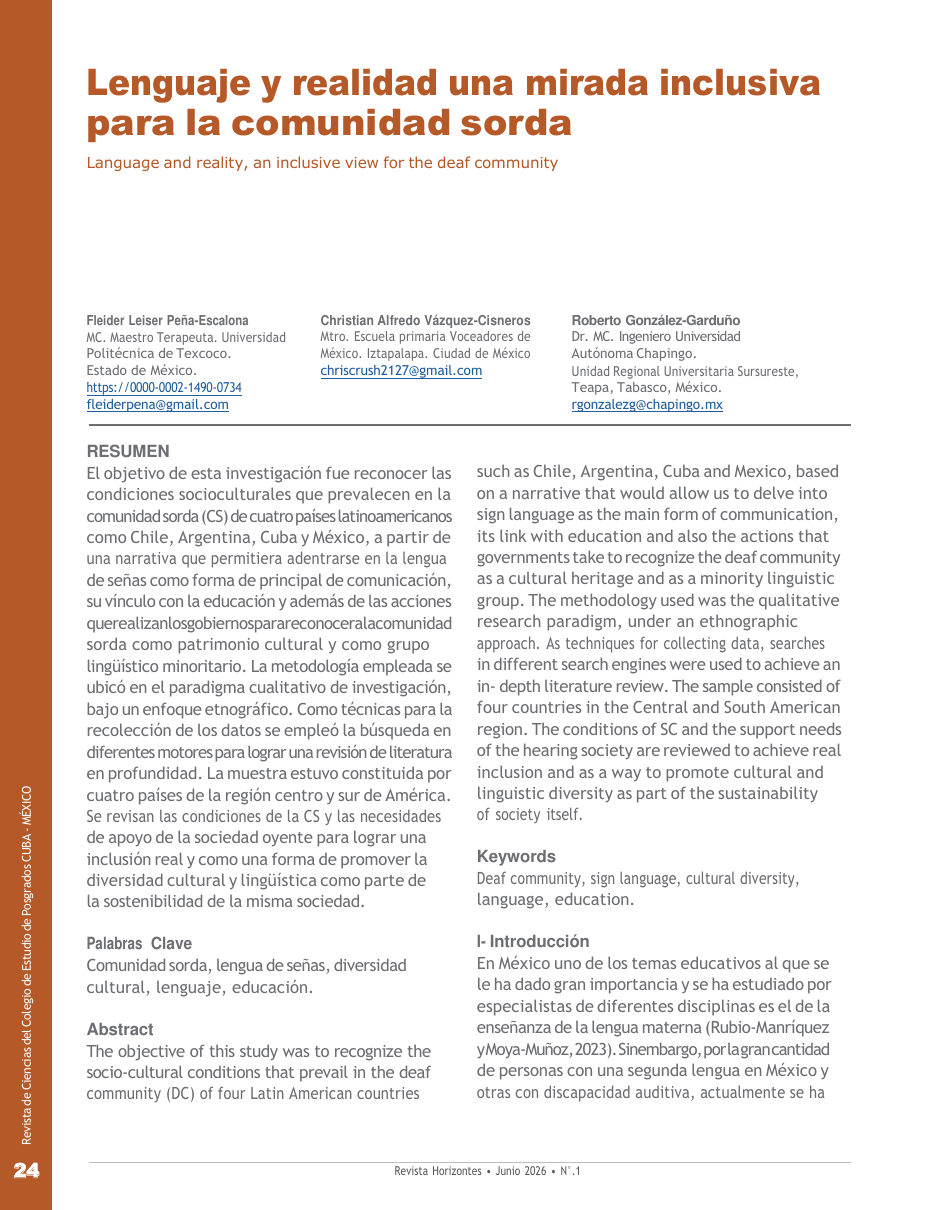 Lenguaje y realidad una mirada inclusiva
para la comunidad sorda
Language and reality, an inclusive view for the deaf community
Fleider Leiser Peña-Escalona
MC. Maestro Terapeuta. Universidad
Politécnica de Texcoco.
Estado de México.
https://0000-0002-1490-0734
fleiderpena@gmail.com
Christian Alfredo Vázquez-Cisneros
Mtro. Escuela primaria Voceadores de
México. Iztapalapa. Ciudad de México
chriscrush2127@gmail.com
Roberto González-Garduño
Dr. MC. Ingeniero Universidad
Autónoma Chapingo.
Unidad Regional Universitaria Sursureste,
Teapa, Tabasco, México.
rgonzalezg@chapingo.mx
RESUMEN
El objetivo de esta investigación fue reconocer las
condiciones socioculturales que prevalecen en la
comunidad sorda (CS) de cuatro países latinoamericanos
como Chile, Argentina, Cuba y México, a partir de
una narrativa que permitiera adentrarse en la lengua
de señas como forma de principal de comunicación,
su vínculo con la educación y además de las acciones
que realizan los gobiernos para reconocer a la comunidad
sorda como patrimonio cultural y como grupo
lingüístico minoritario. La metodología empleada se
ubicó en el paradigma cualitativo de investigación,
bajo un enfoque etnográfico. Como técnicas para la
recolección de los datos se empleó la búsqueda en
diferentes motores para lograr una revisión de literatura
en profundidad. La muestra estuvo constituida por
cuatro países de la región centro y sur de América.
Se revisan las condiciones de la CS y las necesidades
de apoyo de la sociedad oyente para lograr una
inclusión real y como una forma de promover la
diversidad cultural y lingüística como parte de
la sostenibilidad de la misma sociedad.
Palabras Clave
Comunidad sorda, lengua de señas, diversidad
cultural, lenguaje, educación.
Abstract
The objective of this study was to recognize the
socio-cultural conditions that prevail in the deaf
community (DC) of four Latin American countries
such as Chile, Argentina, Cuba and Mexico, based
on a narrative that would allow us to delve into
sign language as the main form of communication,
its link with education and also the actions that
governments take to recognize the deaf community
as a cultural heritage and as a minority linguistic
group. The methodology used was the qualitative
research paradigm, under an ethnographic
approach. As techniques for collecting data, searches
in different search engines were used to achieve an
in- depth literature review. The sample consisted of
four countries in the Central and South American
region. The conditions of SC and the support needs
of the hearing society are reviewed to achieve real
inclusion and as a way to promote cultural and
linguistic diversity as part of the sustainability
of society itself.
Keywords
Deaf community, sign language, cultural diversity,
language, education.
I- Introducción
En México uno de los temas educativos al que se
le ha dado gran importancia y se ha estudiado por
especialistas de diferentes disciplinas es el de la
enseñanza de la lengua materna (Rubio-Manríquez
y Moya-Muñoz, 2023). Sin embargo, por la gran cantidad
de personas con una segunda lengua en México y
otras con discapacidad auditiva, actualmente se ha
Revista de Ciencias del Colegio de Estudio de Posgrados CUBA - MÉXICO
24
Revista Horizontes • Junio 2026 • N°.1